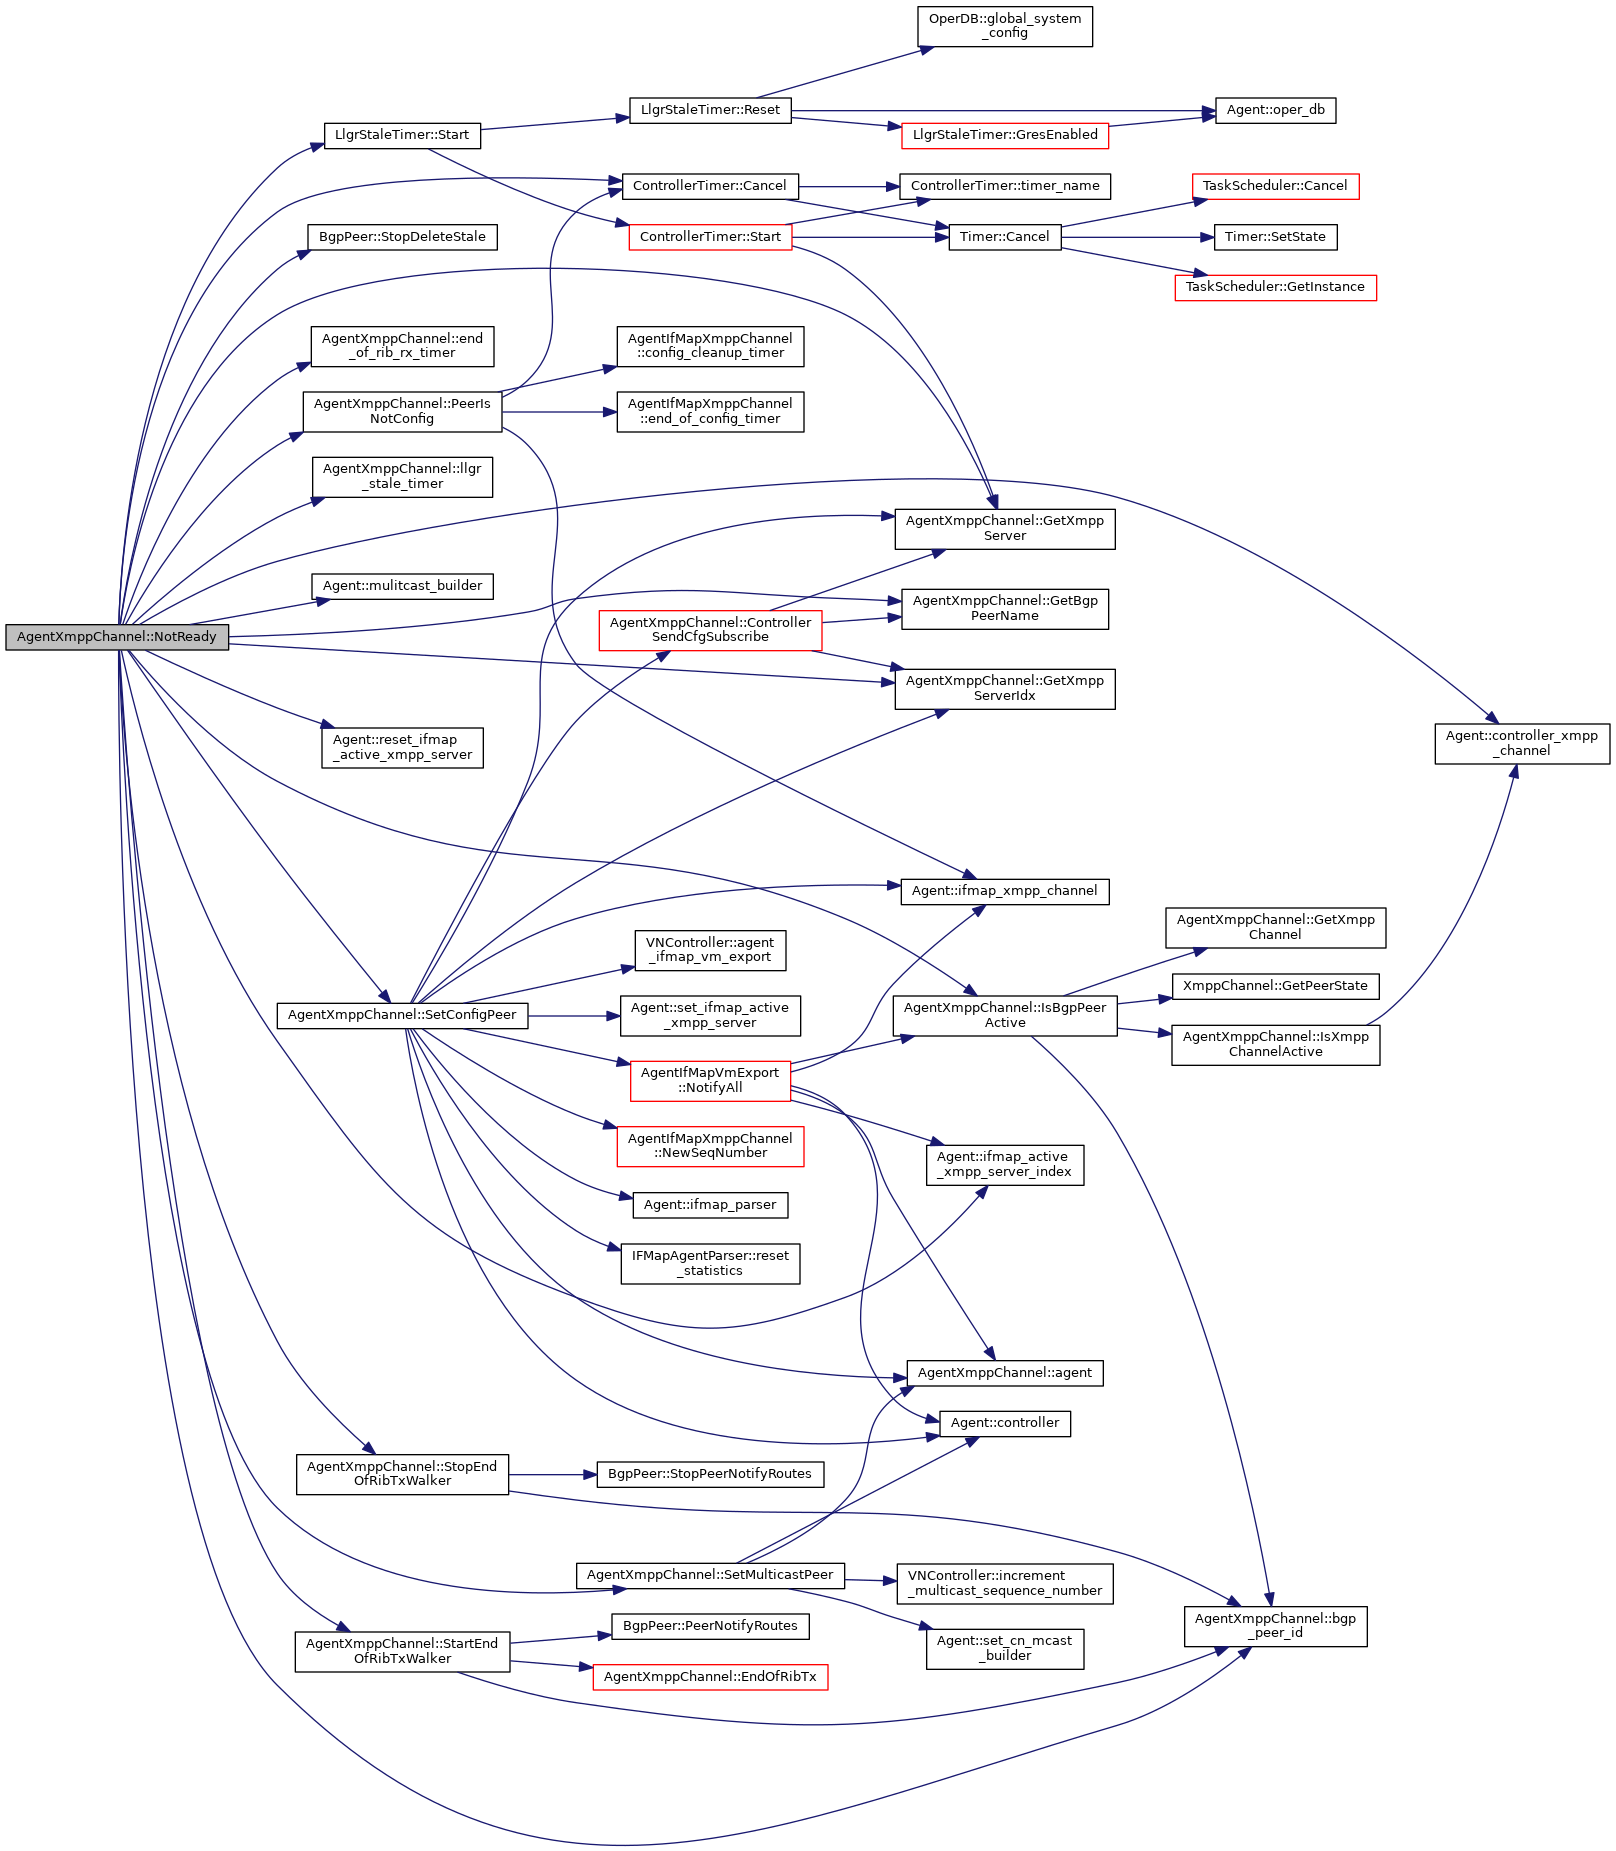 OperDB::global_system
_config
LlgrStaleTimer::Reset
Agent::oper_db
LlgrStaleTimer::Start
LlgrStaleTimer::GresEnabled
ControllerTimer::Cancel
ControllerTimer::timer_name
TaskScheduler::Cancel
BgpPeer::StopDeleteStale
ControllerTimer::Start
Timer::Cancel
Timer::SetState
TaskScheduler::GetInstance
AgentXmppChannel::end
_of_rib_rx_timer
AgentIfMapXmppChannel
::config_cleanup_timer
AgentXmppChannel::PeerIs
NotConfig
AgentIfMapXmppChannel
::end_of_config_timer
AgentXmppChannel::llgr
_stale_timer
AgentXmppChannel::GetXmpp
Server
Agent::mulitcast_builder
AgentXmppChannel::GetBgp
PeerName
AgentXmppChannel::NotReady
AgentXmppChannel::Controller
SendCfgSubscribe
AgentXmppChannel::GetXmpp
ServerIdx
Agent::reset_ifmap
_active_xmpp_server
Agent::controller_xmpp
_channel
Agent::ifmap_xmpp_channel
VNController::agent
_ifmap_vm_export
AgentXmppChannel::GetXmpp
Channel
XmppChannel::GetPeerState
AgentXmppChannel::SetConfigPeer
Agent::set_ifmap_active
_xmpp_server
AgentXmppChannel::IsBgpPeer
Active
AgentXmppChannel::IsXmpp
ChannelActive
AgentIfMapVmExport
::NotifyAll
AgentIfMapXmppChannel
::NewSeqNumber
Agent::ifmap_active
_xmpp_server_index
Agent::ifmap_parser
IFMapAgentParser::reset
_statistics
AgentXmppChannel::agent
Agent::controller
AgentXmppChannel::StopEnd
OfRibTxWalker
BgpPeer::StopPeerNotifyRoutes
AgentXmppChannel::SetMulticastPeer
VNController::increment
_multicast_sequence_number
BgpPeer::PeerNotifyRoutes
AgentXmppChannel::bgp
_peer_id
AgentXmppChannel::StartEnd
OfRibTxWalker
Agent::set_cn_mcast
_builder
AgentXmppChannel::EndOfRibTx